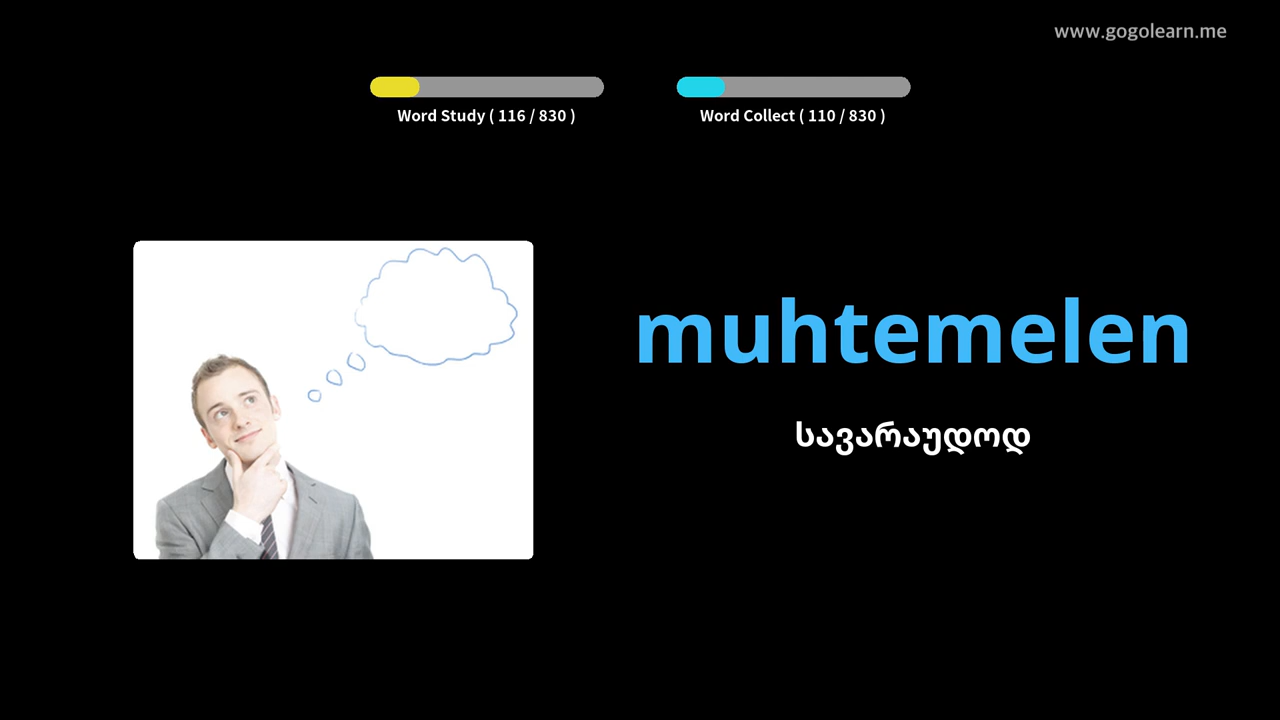 www.gogolearn.me
Word Study ( 116 / 830 )
Word Collect ( 110 / 830 )
muhtemelen
სავარაუდოდ